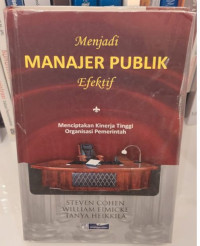 Menjadi
MANAJER PUBLIK
Efektif
Menciptakan Kinerja Tinggi
Organisasi Pemerintah
STEVEN COHEN
WILLIAM EIMICKE
TANYA HEIKKILA